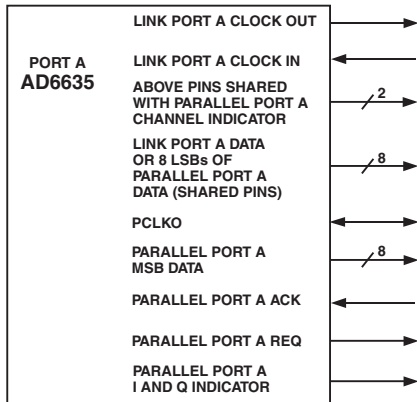 PORT A
AD6635
LINK PORT A CLOCK OUT
LINK PORT A CLOCK IN
ABOVE PINS SHARED
WITH PARALLEL PORT A
CHANNEL INDICATOR
2
LINK PORT A DATA
OR 8 LSBs OF
PARALLEL PORT A
DATA (SHARED PINS)
8
PCLKO
PARALLEL PORT A
MSB DATA
8
PARALLEL PORT A ACK
PARALLEL PORT A REQ
PARALLEL PORT A
I AND Q INDICATOR